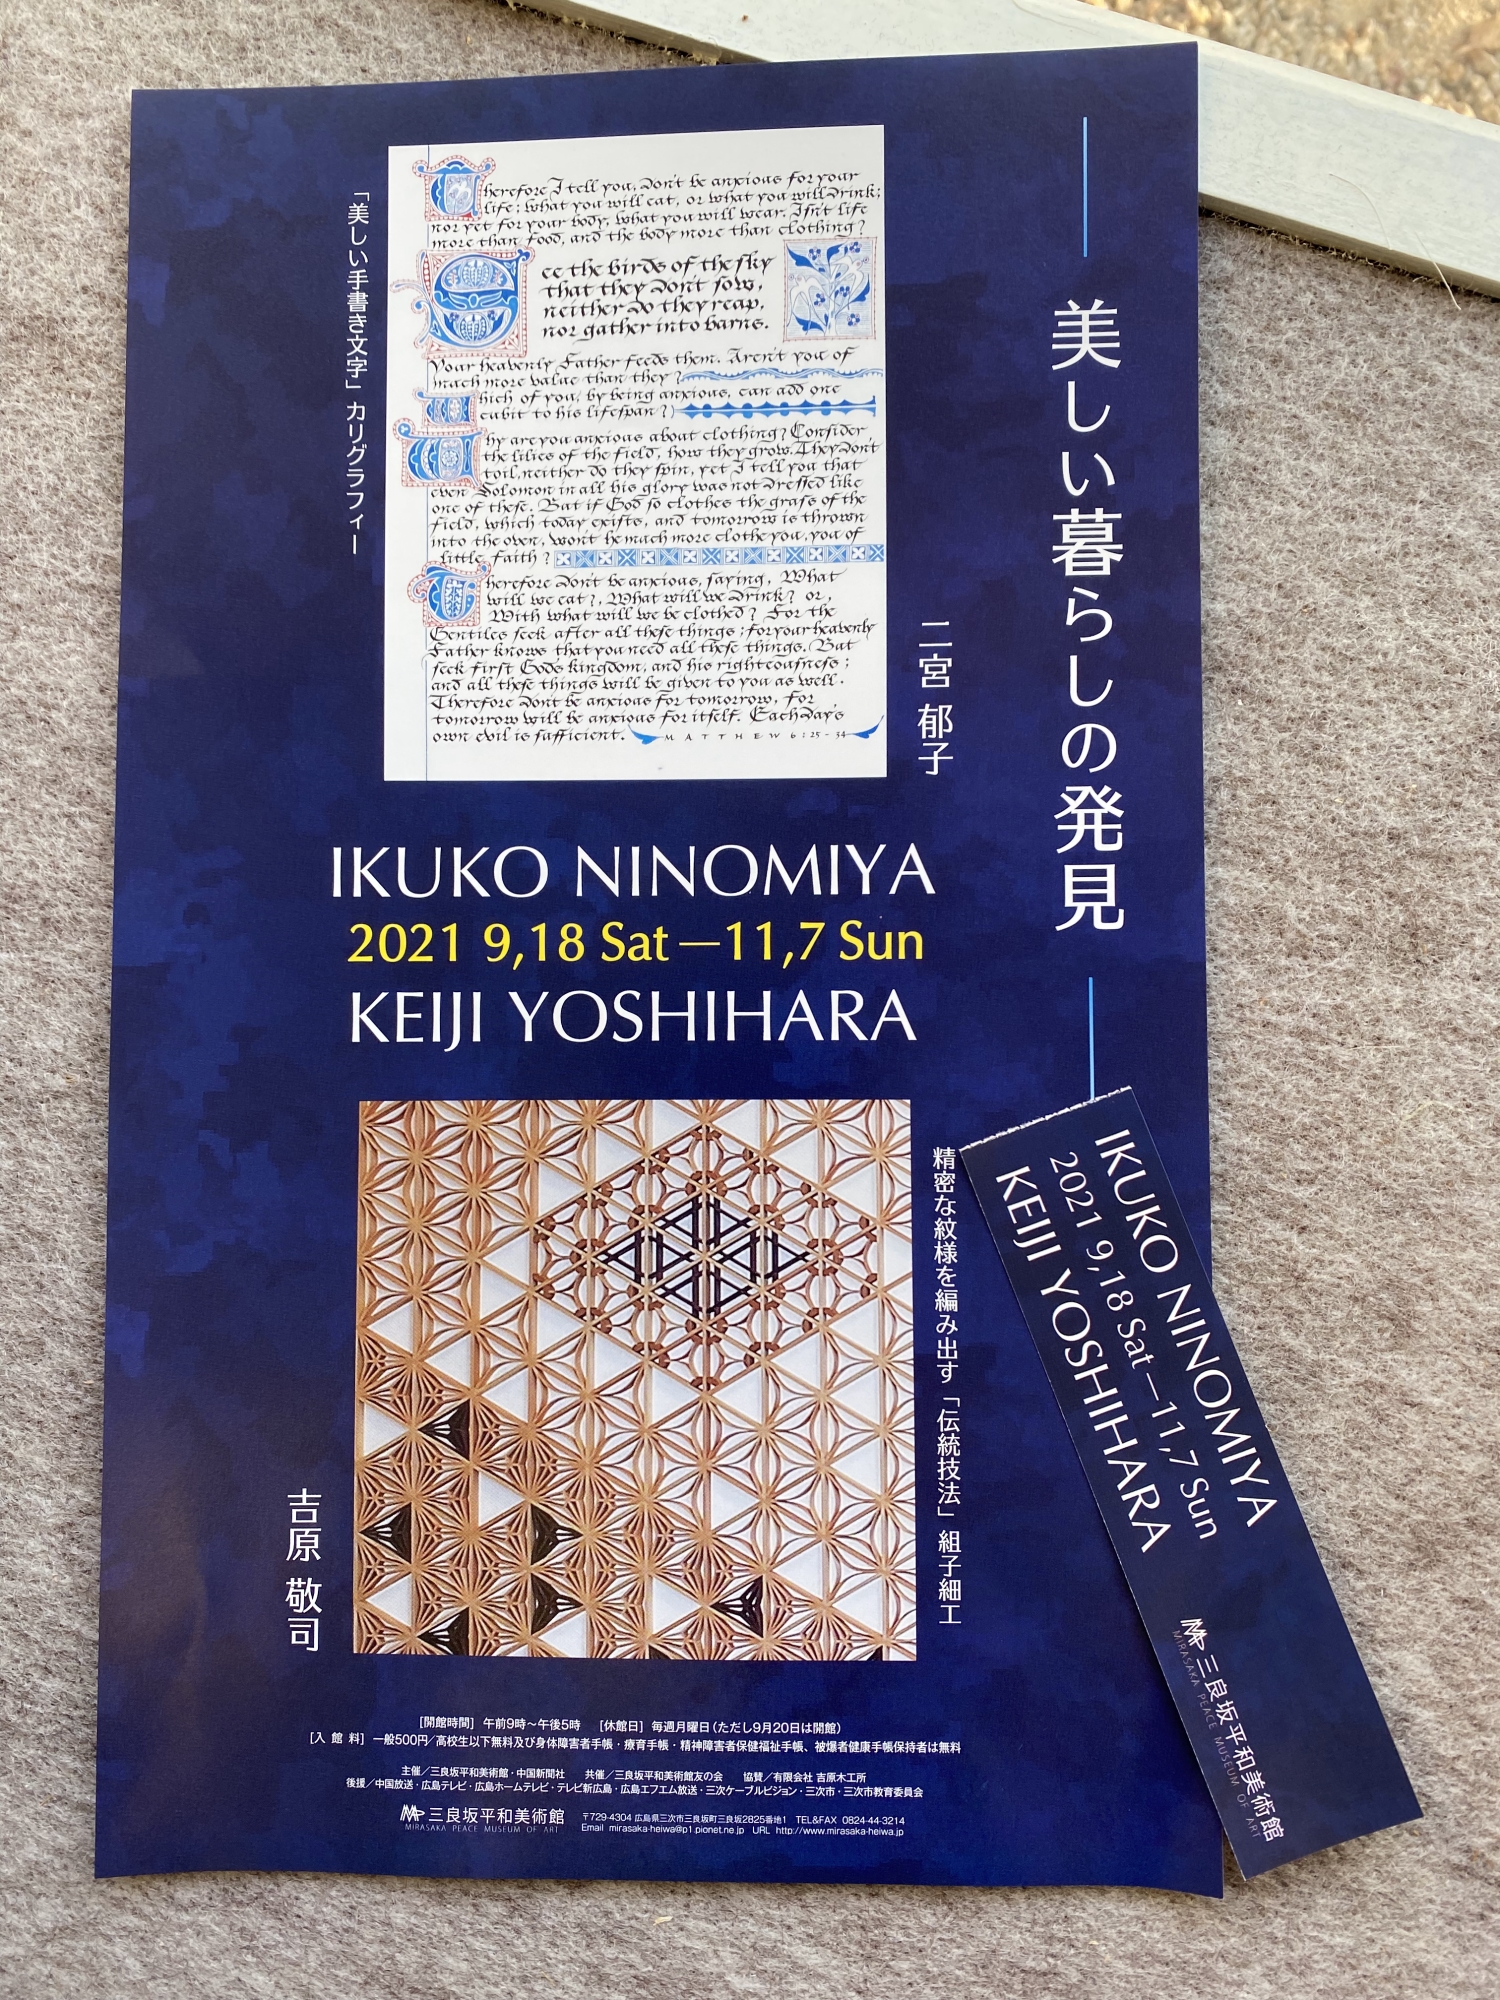 美しい暮らしの発見
「美しい手書き文字」カリグラフィー
二宮 郁子
Therefore I tell you, don't be anxious for your
life: what you will eat, or what you will drink;
nor yet for your body, what you will wear. Isn't life
more than food, and the body more than clothing?
See the birds of the sky
that they don't sow,
neither do they reap,
nor gather into barns.
Your heavenly Father feeds them. Aren't you of
much more value than they?
Which of you, by being anxious, can add one
cubit to his lifespan?
Why are you anxious about clothing? Consider
the lilies of the field, how they grow. They don't
toil, neither do they spin, yet I tell you that
even Solomon in all his glory was not dressed like
one of these. But if God so clothes the grass of the
field, which today exists, and tomorrow is thrown
into the oven, won't he much more clothe you, you of
little faith?
Therefore don't be anxious, saying, What
will we eat?, What will we drink? or,
With what will we be clothed? For the
Gentiles seek after all these things; for your heavenly
Father knows that you need all these things. But
seek first God's kingdom, and his righteousness;
and all these things will be given to you as well.
Therefore don't be anxious for tomorrow, for
tomorrow will be anxious for itself. Each day's
own evil is sufficient.
MATTHEW 6:25-34
IKUKO NINOMIYA
2021 9,18 Sat—11,7 Sun
KEIJI YOSHIHARA
精密な紋様を編み出す「伝統技法」組子細工
吉原 敬司
[開館時間] 午前9時〜午後5時 [休館日] 毎週月曜日(ただし9月20日は開館)
[入館料] 一般500円/高校生以下無料及び身体障害者手帳・療育手帳・精神障害者保健福祉手帳、被爆者健康手帳保持者は無料
主催/三良坂平和美術館・中国新聞社 共催/三良坂平和美術館友の会 協賛/有限会社 吉原木工所
後援/中国放送・広島テレビ・広島ホームテレビ・テレビ新広島・広島エフエム放送・三次ケーブルビジョン・三次市・三次市教育委員会
三良坂平和美術館
MIRASAKA PEACE MUSEUM OF ART
〒729-4304 広島県三次市三良坂町三良坂2825番地1 TEL&FAX 0824-44-3214
Email mirasaka-heiwa@p1.pionet.ne.jp URL http://www.mirasaka-heiwa.jp
IKUKO NINOMIYA
2021 9,18 Sat—11,7 Sun
KEIJI YOSHIHARA
三良坂平和美術館
MIRASAKA PEACE MUSEUM OF ART